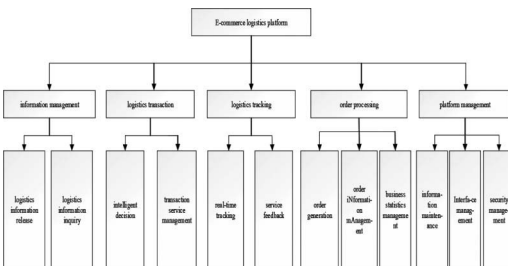 E-commerce logistics platform
information management
logistics transaction
logistics tracking
order processing
platform management
logistics
information
release
logistics
information
inquiry
intelligent
decision
transaction
service
management
real-time
tracking
service
feedback
order
generation
order
iNformati-
on
mAnagem-
ent
business
statistics
manageme
nt
informa-
tion
mainten-
ance
Interfa-ce
manag-
ement
security
manage-
ment